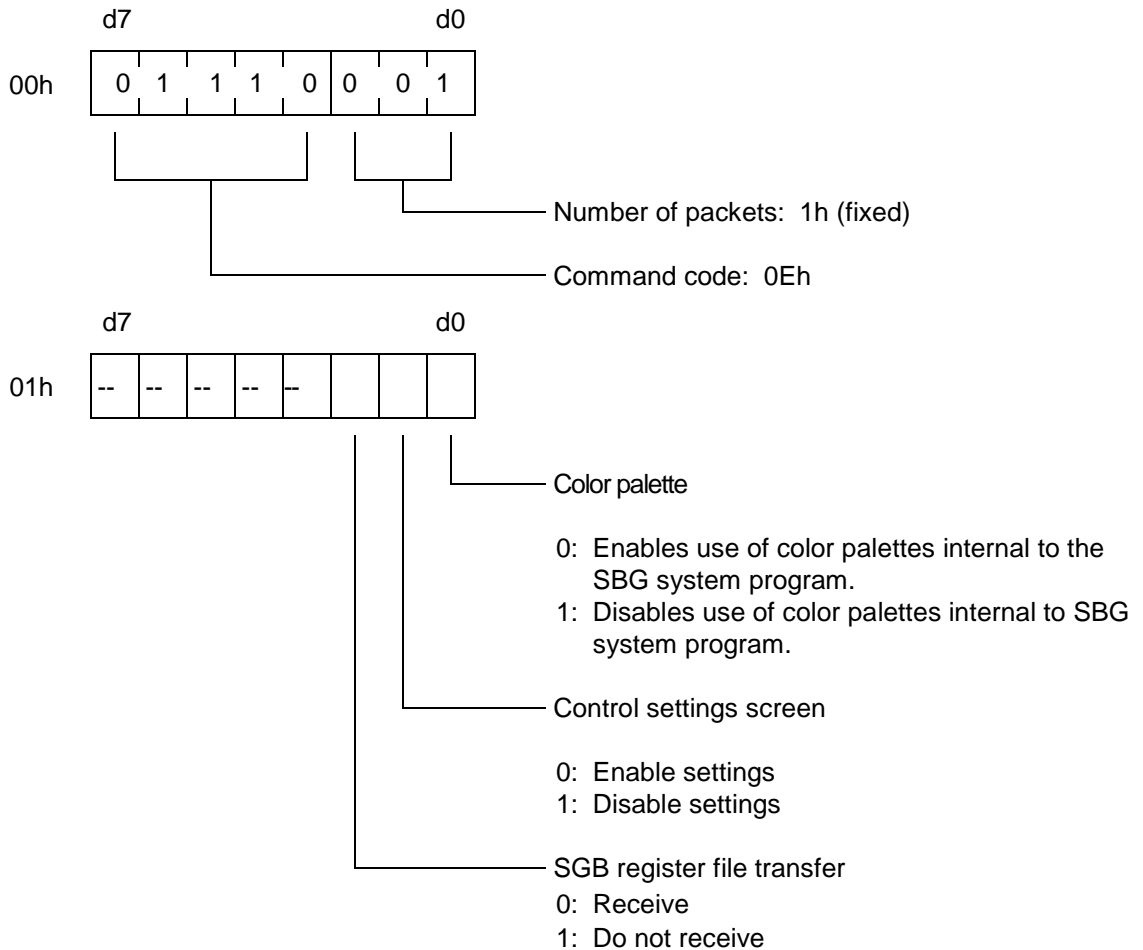 d7 d0
00h 0 1 1 1 0 0 0 1
Number of packets: 1h (fixed)
Command code: 0Eh
d7 d0
01h -- -- -- -- --
Color palette
0: Enables use of color palettes internal to the
SBG system program.
1: Disables use of color palettes internal to SBG
system program.
Control settings screen
0: Enable settings
1: Disable settings
SGB register file transfer
0: Receive
1: Do not receive